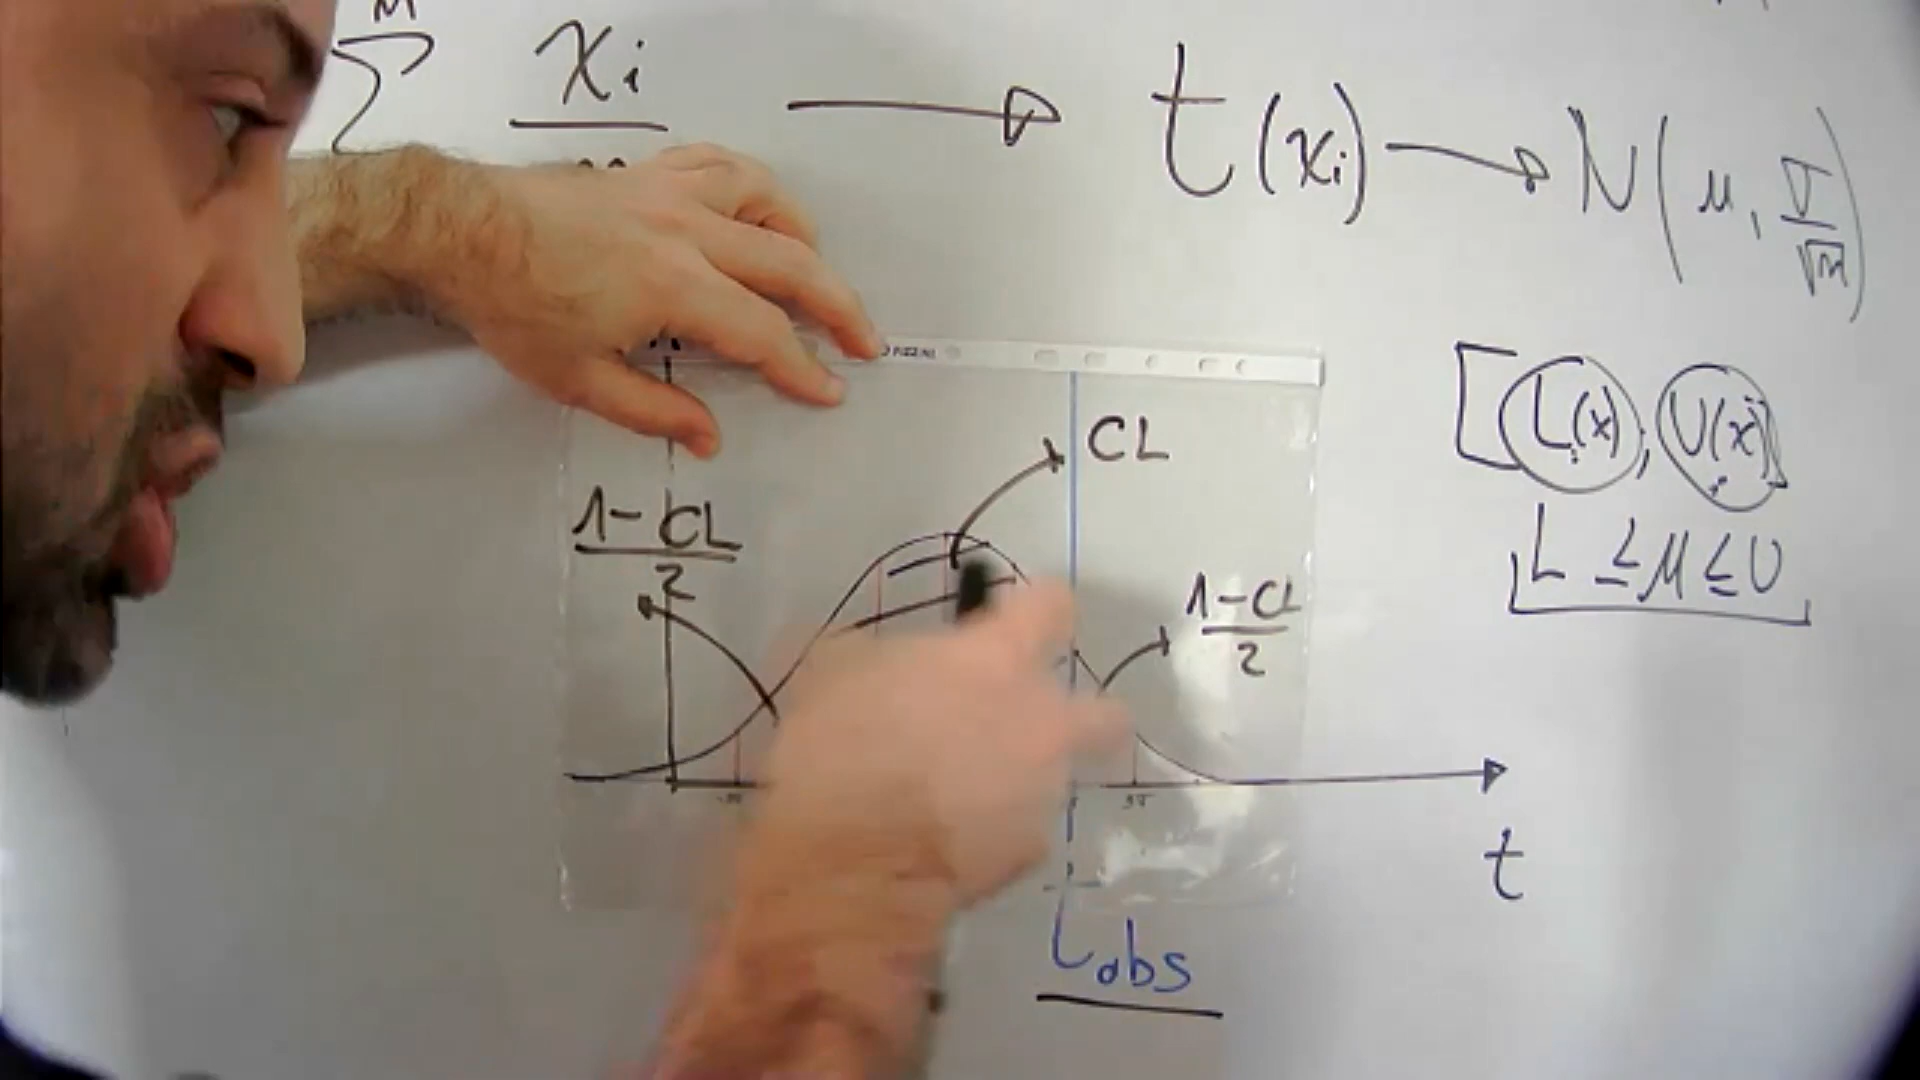 M
∑ xi / n → t(xi) → N(μ, σ/√n)
[L(x); U(x)]
L ≤ μ ≤ U
CL
1-CL / 2
1-CL / 2
t
tobs